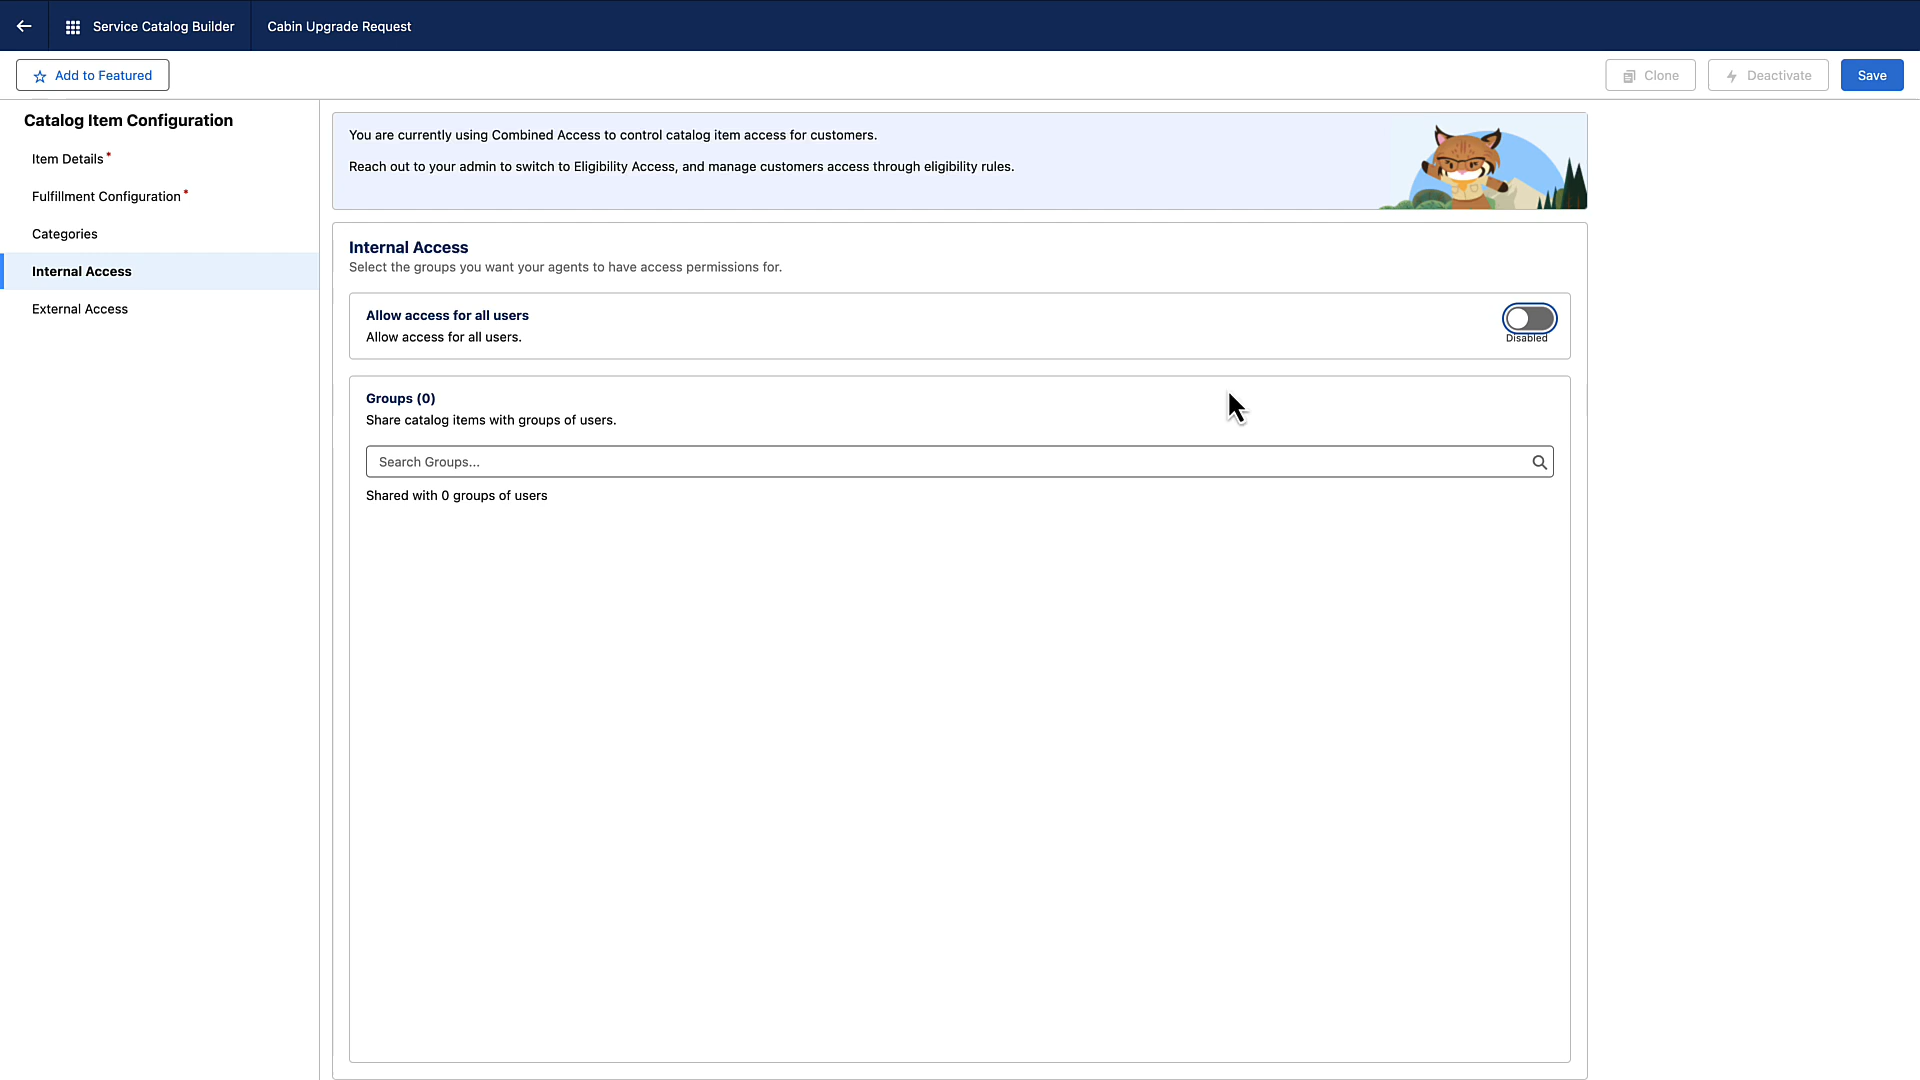 Service Catalog Builder
Cabin Upgrade Request
Add to Featured
Clone
Deactivate
Save
Catalog Item Configuration
Item Details *
Fulfillment Configuration *
Categories
Internal Access
External Access
You are currently using Combined Access to control catalog item access for customers.
Reach out to your admin to switch to Eligibility Access, and manage customers access through eligibility rules.
Internal Access
Select the groups you want your agents to have access permissions for.
Allow access for all users
Allow access for all users.
Disabled
Groups (0)
Share catalog items with groups of users.
Search Groups...
Shared with 0 groups of users